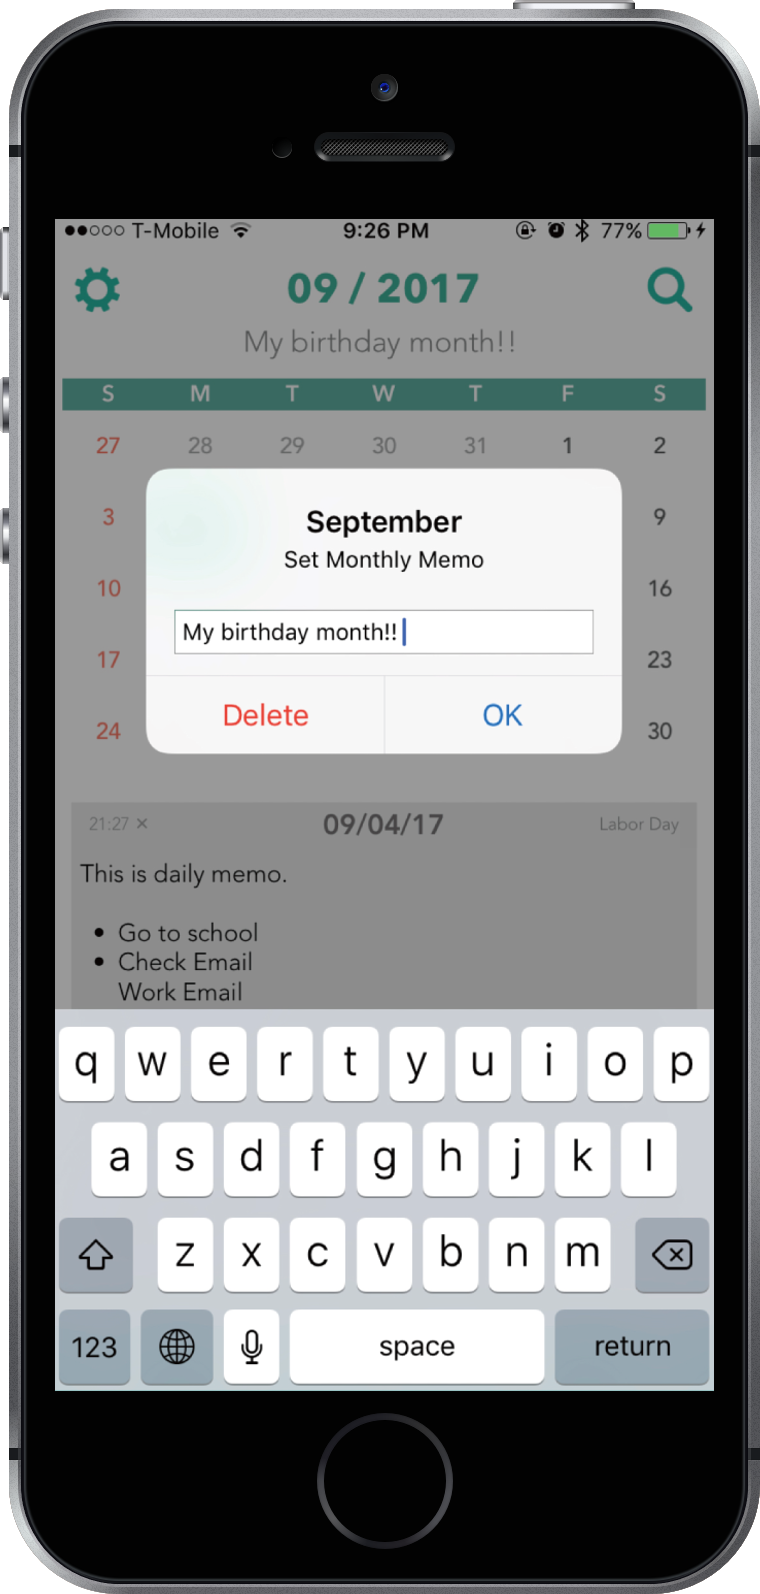 T-Mobile 9:26 PM 77%
09 / 2017
My birthday month!!
S M T W T F S
27 28 29 30 31 1 2
3 9
10 16
17 23
24 30
September
Set Monthly Memo
My birthday month!!
Delete OK
21:27 × 09/04/17 Labor Day
This is daily memo.
• Go to school
• Check Email
Work Email
q w e r t y u i o p
a s d f g h j k l
z x c v b n m
123 space return